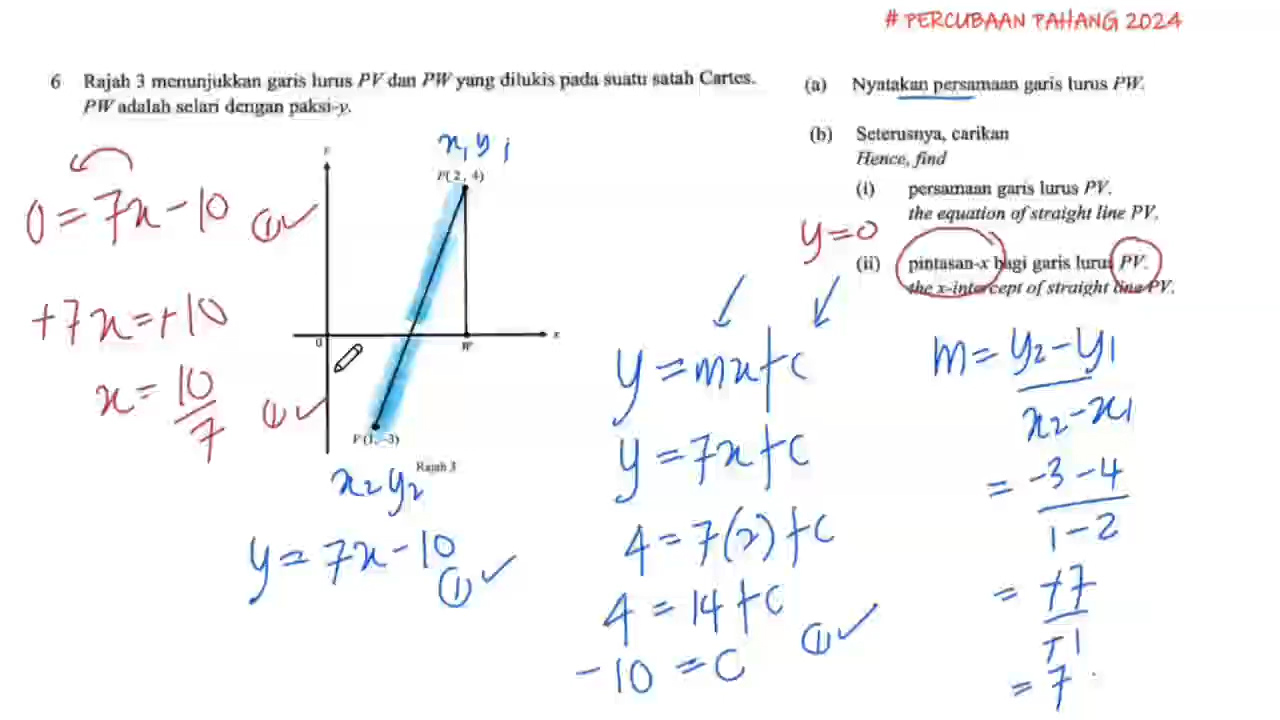 # PERCUBAAN PAHANG 2024
6 Rajah 3 menunjukkan garis lurus PV dan PW yang dilukis pada suatu satah Cartes.
PW adalah selari dengan paksi-y.
(a) Nyatakan persamaan garis lurus PW.
(b) Seterusnya, carikan
Hence, find
(i) persamaan garis lurus PV.
the equation of straight line PV.
y=0
(ii) pintasan-x bagi garis lurus PV.
the x-intercept of straight line PV.
0 = 7x - 10 ① ✓
+7x = +10
x = 10/7 ① ✓
x₁ y₁
P(2, 4)
0
W
x
(1, -3)
Rajah 3
x₂ y₂
y = 7x - 10
① ✓
y = mx + c
y = 7x + c
4 = 7(2) + c
4 = 14 + c
-10 = c
① ✓
m = y₂ - y₁
x₂ - x₁
= -3 - 4
1 - 2
= +7
+1
= 7